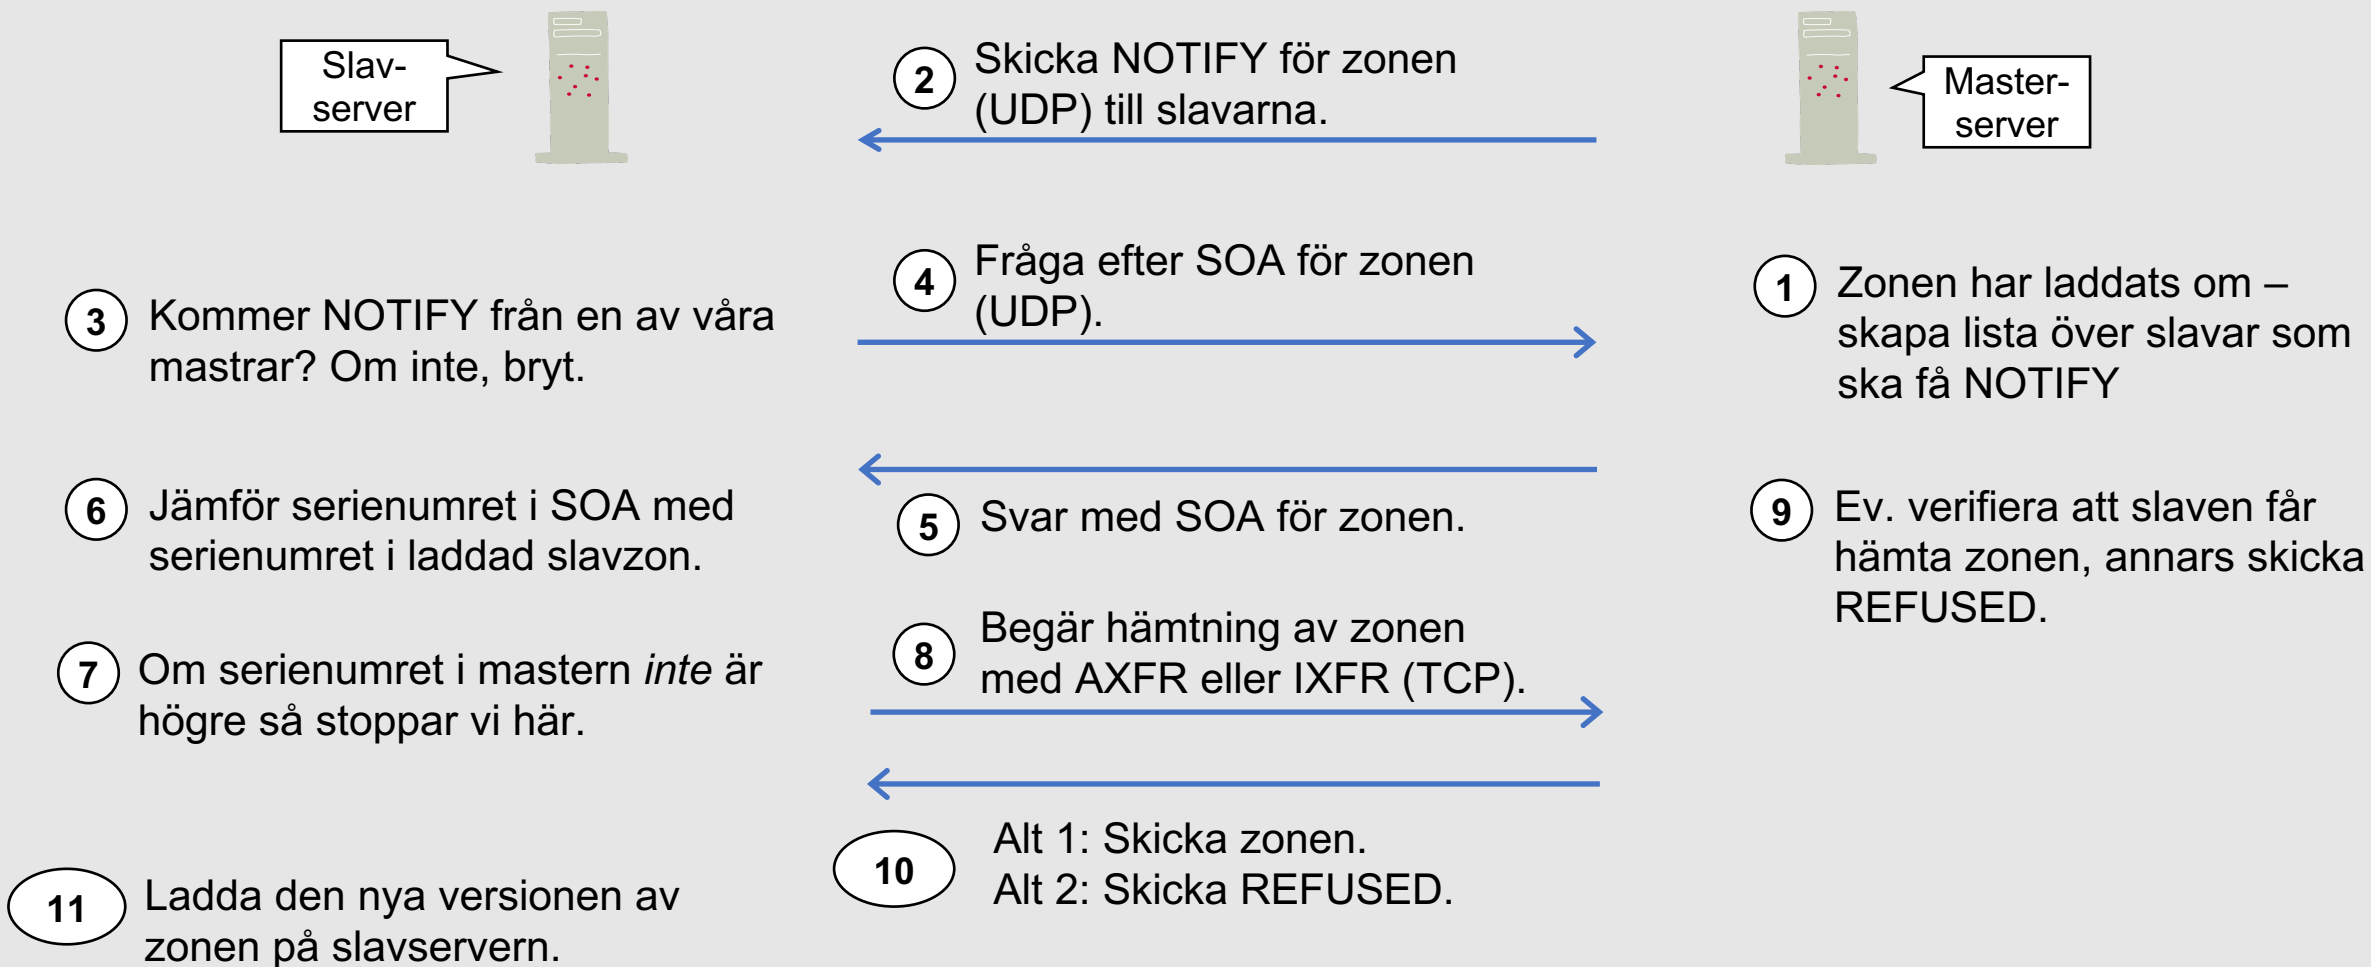 Slav-
server
2
Skicka NOTIFY för zonen
(UDP) till slavarna.
Master-
server
3
Kommer NOTIFY från en av våra
mastrar? Om inte, bryt.
4
Fråga efter SOA för zonen
(UDP).
1
Zonen har laddats om –
skapa lista över slavar som
ska få NOTIFY
6
Jämför serienumret i SOA med
serienumret i laddad slavzon.
5
Svar med SOA för zonen.
9
Ev. verifiera att slaven får
hämta zonen, annars skicka
REFUSED.
7
Om serienumret i mastern inte är
högre så stoppar vi här.
8
Begär hämtning av zonen
med AXFR eller IXFR (TCP).
10
Alt 1: Skicka zonen.
Alt 2: Skicka REFUSED.
11
Ladda den nya versionen av
zonen på slavservern.